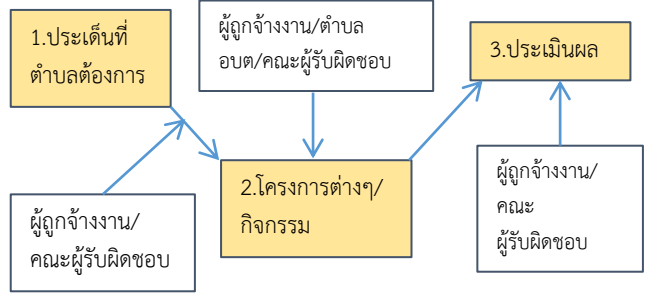 1.ประเด็นที่
ตำบลต้องการ
ผู้ถูกจ้างงาน/ตำบล
อบต/คณะผู้รับผิดชอบ
3.ประเมินผล
2.โครงการต่างๆ/
กิจกรรม
ผู้ถูกจ้างงาน/
คณะผู้รับผิดชอบ
ผู้ถูกจ้างงาน/
คณะ
ผู้รับผิดชอบ